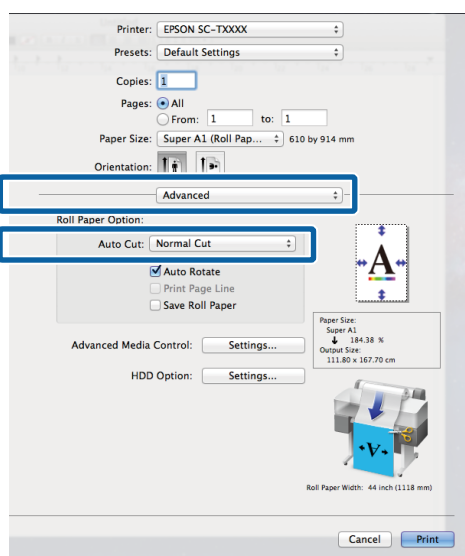 Printer: EPSON SC-TXXXX
Presets: Default Settings
Copies: 1
Pages: All
From: 1 to: 1
Paper Size: Super A1 (Roll Pap... 610 by 914 mm
Orientation:
Advanced
Roll Paper Option:
Auto Cut: Normal Cut
Auto Rotate
Print Page Line
Save Roll Paper
A
Advanced Media Control: Settings...
HDD Option: Settings...
Paper Size:
Super A1
184.38 %
Output Size:
111.80 x 167.70 cm
A
Roll Paper Width: 44 inch (1118 mm)
Cancel Print